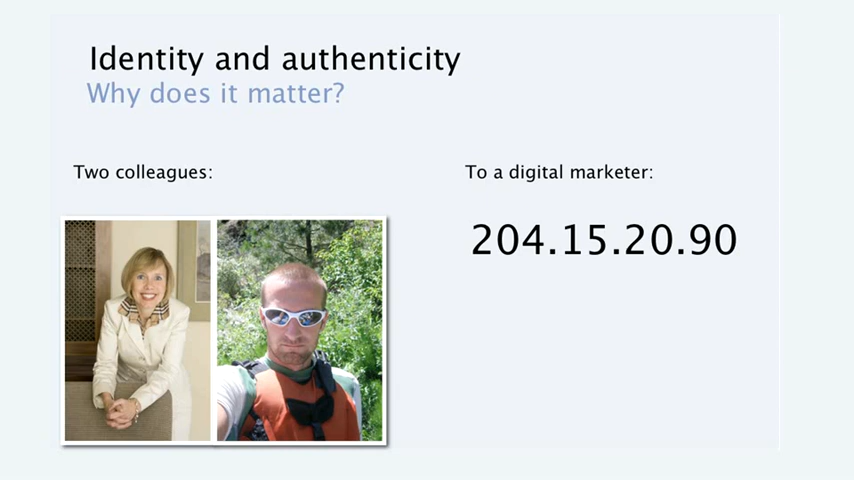 Identity and authenticity
Why does it matter?
Two colleagues:
To a digital marketer:
204.15.20.90